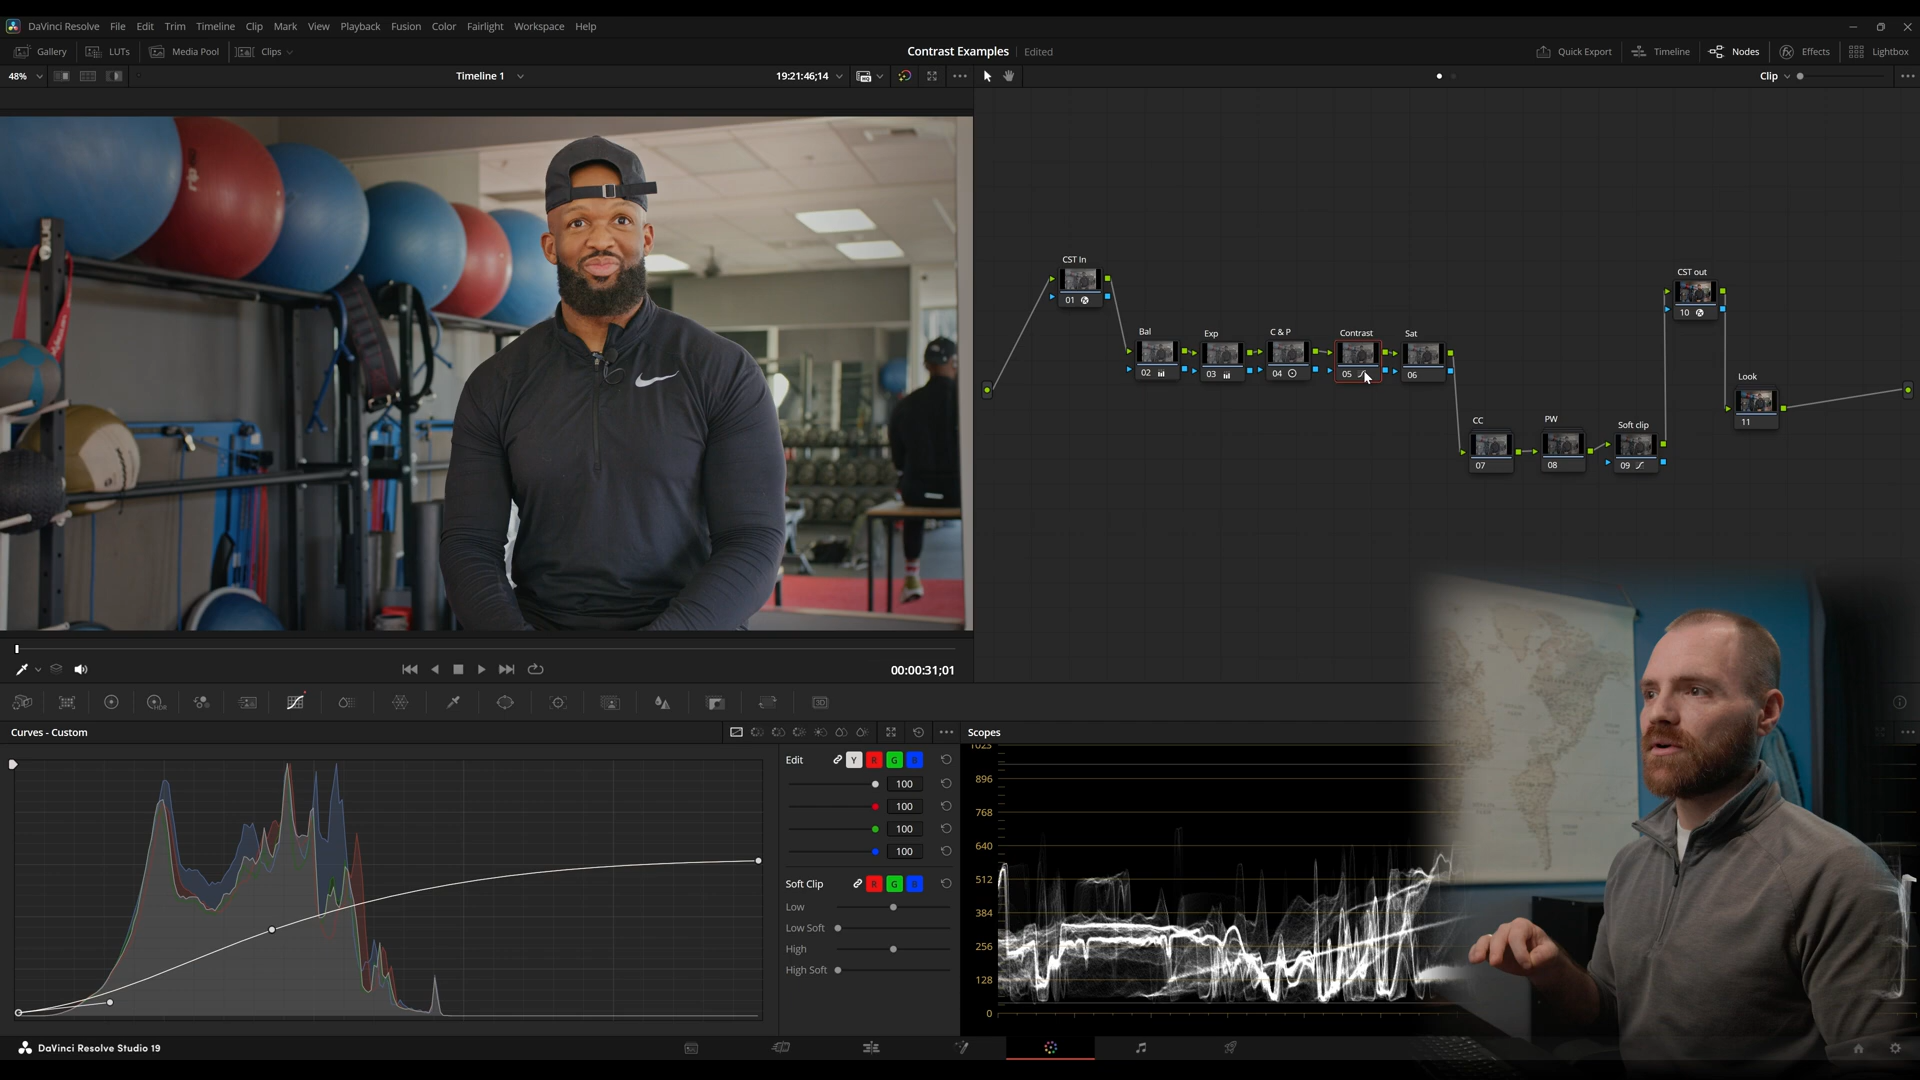 DaVinci Resolve File Edit Trim Timeline Clip Mark View Playback Fusion Color Fairlight Workspace Help
Gallery LUTs Media Pool Clips Contrast Examples Edited Quick Export Timeline Nodes Effects Lightbox
48% Timeline 1 19:21:46;14 Clip
rip
CST In
01
CST out
10
Bal Exp C & P Contrast Sat
02 03 04 05 06
Look
11
CC PW Soft clip
07 08 09
00:00:31;01
HDR
3D
Curves - Custom
Scopes
Edit Y R G B
100
100
100
100
Soft Clip R G B
Low
Low Soft
High
High Soft
1023
896
768
640
512
384
256
128
0
DaVinci Resolve Studio 19